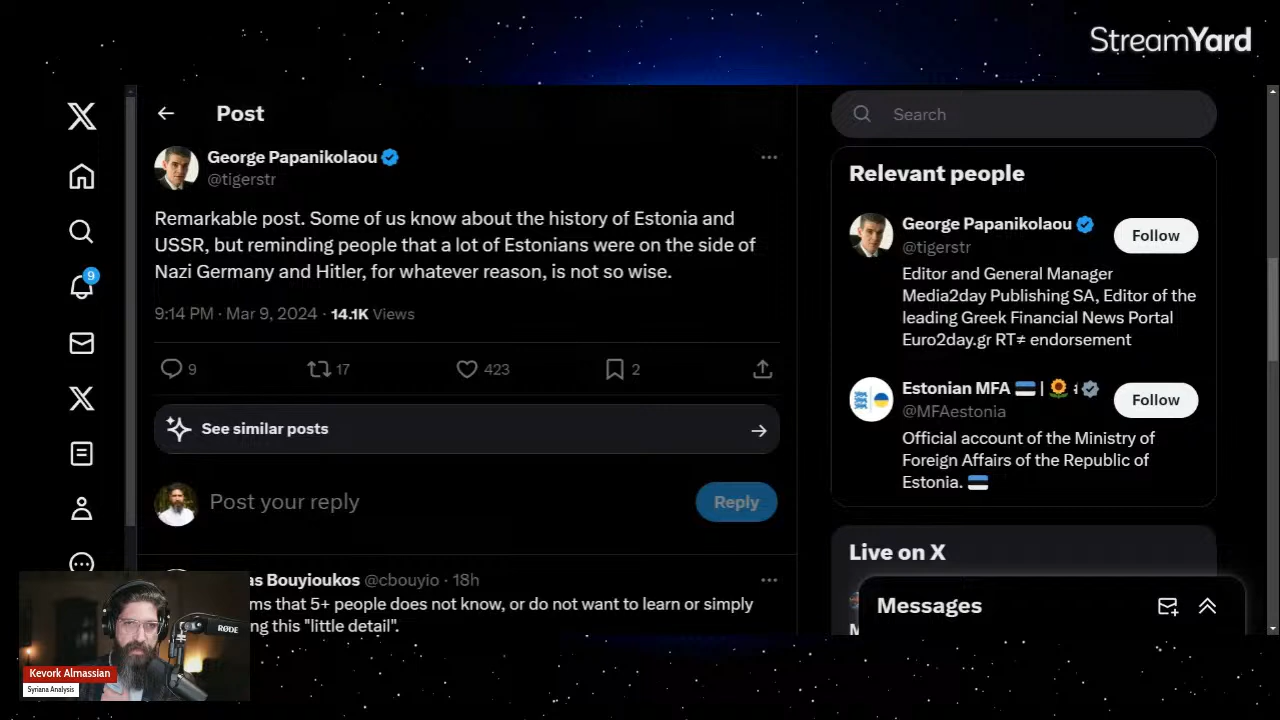 StreamYard
Post
George Papanikolaou
@tigerstr
Remarkable post. Some of us know about the history of Estonia and
USSR, but reminding people that a lot of Estonians were on the side of
Nazi Germany and Hitler, for whatever reason, is not so wise.
9:14 PM · Mar 9, 2024 · 14.1K Views
9 17 423 2
See similar posts
Post your reply
Reply
as Bouyioukos @cbouyio · 18h
ms that 5+ people does not know, or do not want to learn or simply
ng this "little detail".
Search
Relevant people
George Papanikolaou
@tigerstr
Follow
Editor and General Manager
Media2day Publishing SA, Editor of the
leading Greek Financial News Portal
Euro2day.gr RT≠ endorsement
Estonian MFA 🇪🇪 | 🌻
@MFAestonia
Follow
Official account of the Ministry of
Foreign Affairs of the Republic of
Estonia. 🇪🇪
Live on X
Messages
9
RØDE
Kevork Almassian
Syriana Analysis